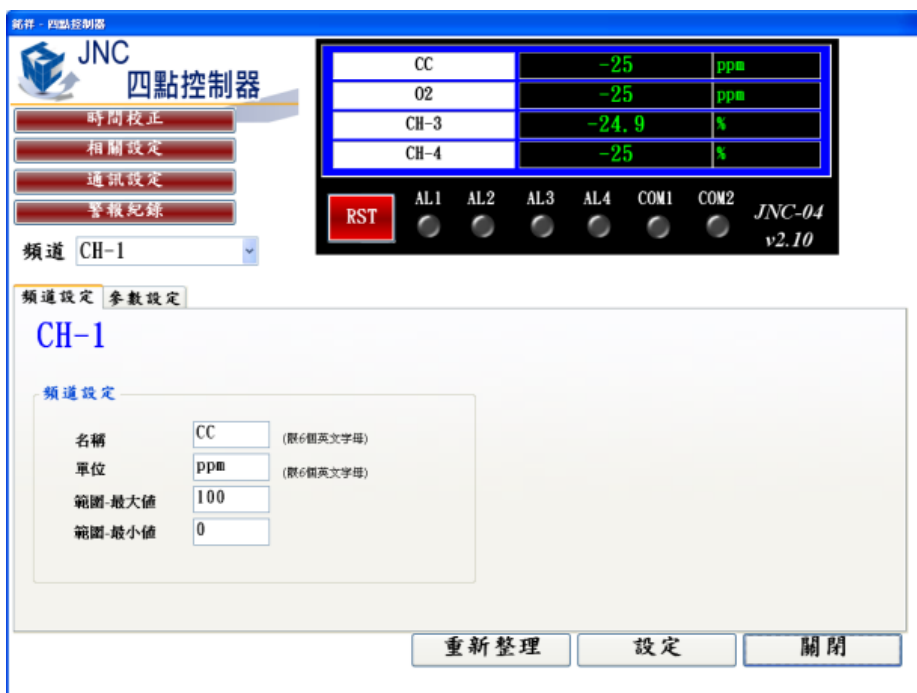 銘祥 - 四點控制器
JNC
四點控制器
時間校正
相關設定
通訊設定
警報紀錄
頻道 CH-1
CC -25 ppm
O2 -25 ppm
CH-3 -24.9 %
CH-4 -25 %
RST AL1 AL2 AL3 AL4 COM1 COM2
JNC-04
v2.10
頻道設定 參數設定
CH-1
頻道設定
名稱 CC (限6個英文字母)
單位 ppm (限6個英文字母)
範圍-最大值 100
範圍-最小值 0
重新整理 設定 關閉